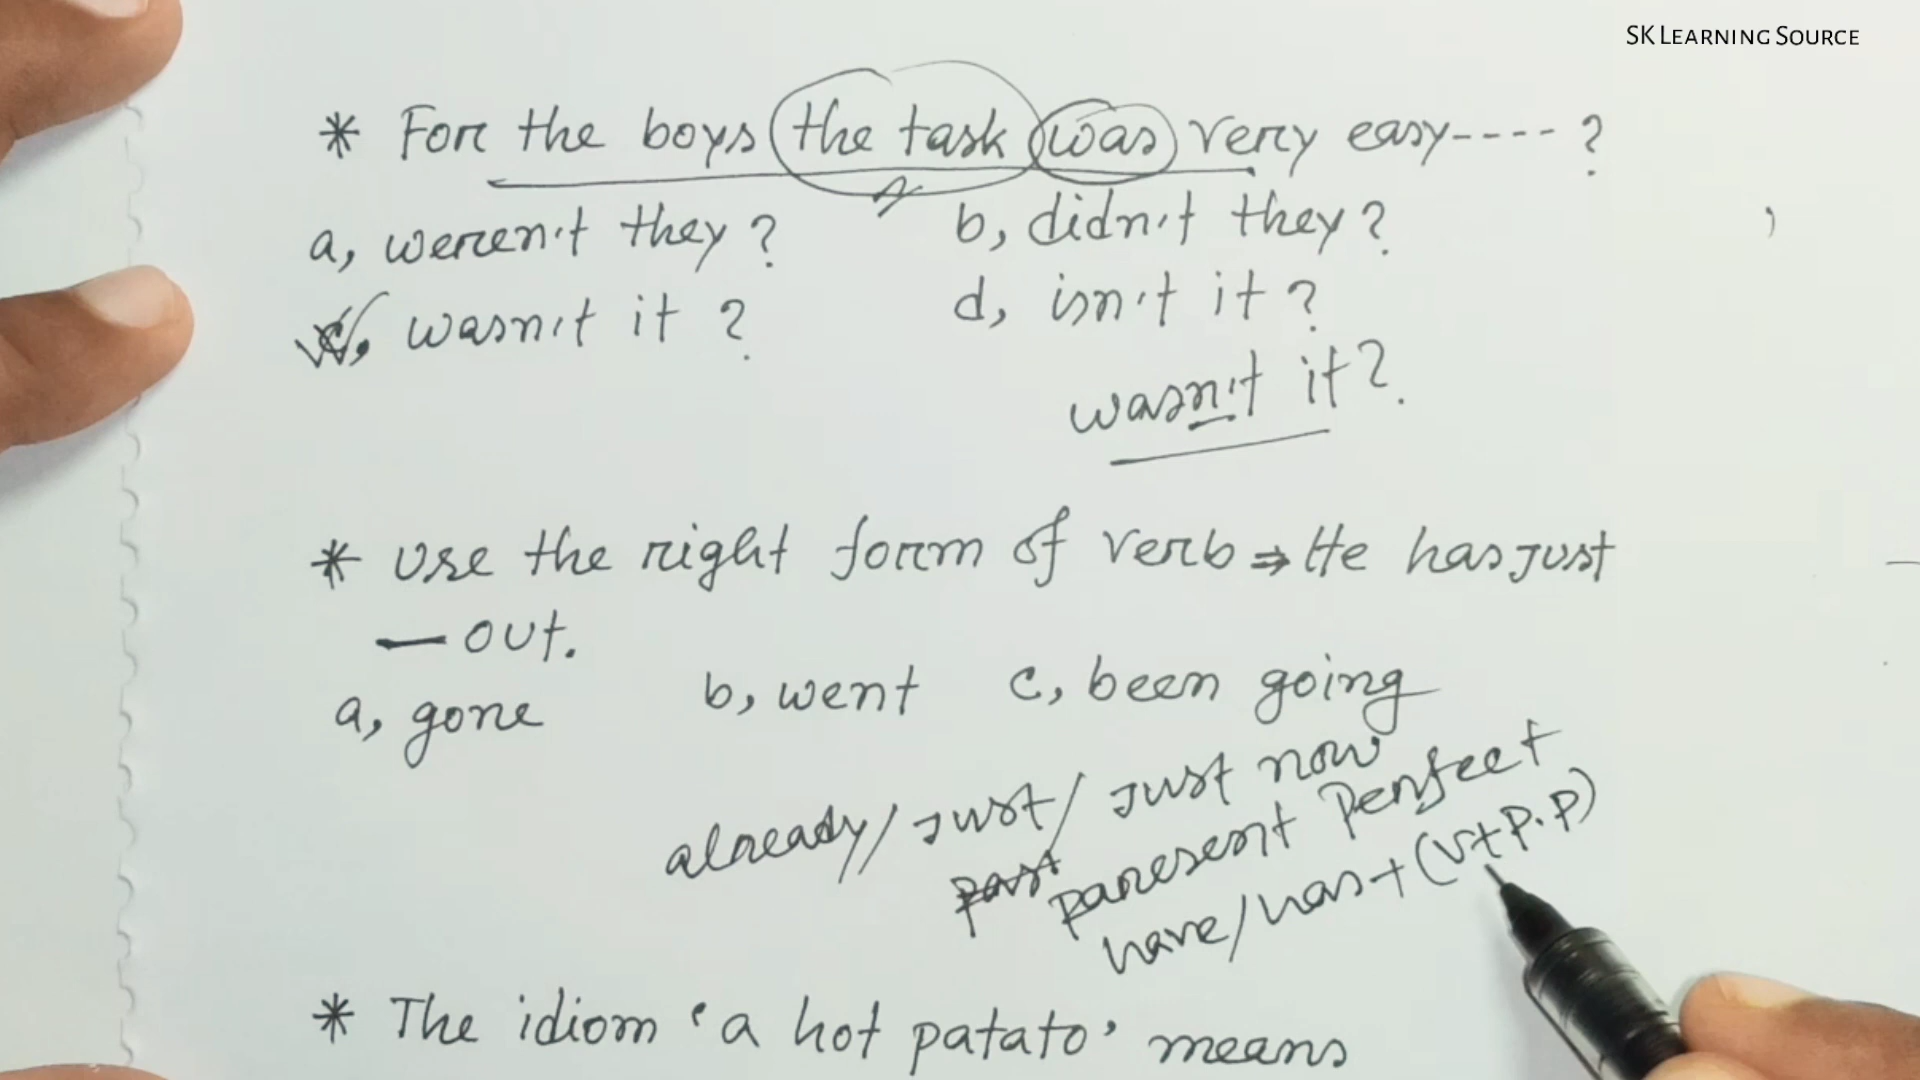 SK LEARNING SOURCE
* For the boys the task was very easy---- ?
a, weren't they? b, didn't they?
c, wasn't it ? d, isn't it ?
wasn't it?
* Use the right form of verb ⇒ He has just
— out.
a, gone b, went c, been going
already/ just/ just now
past present Perfect
have/has+(V+P.P)
* The idiom 'a hot patato' means